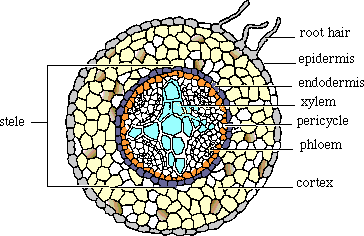 root hair
epidermis
endodermis
xylem
stele
pericycle
phloem
cortex